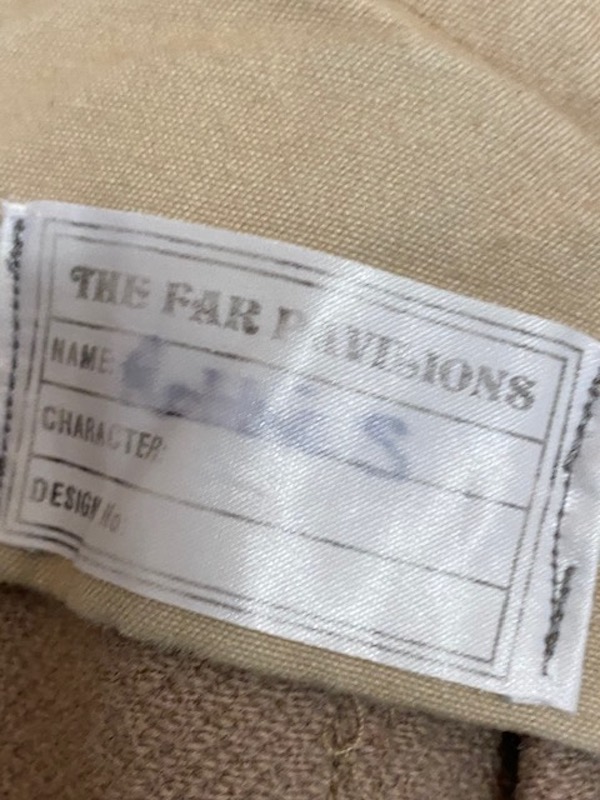 THE FAR PAVILIONS
NAME: S
CHARACTER:
DESIGN No